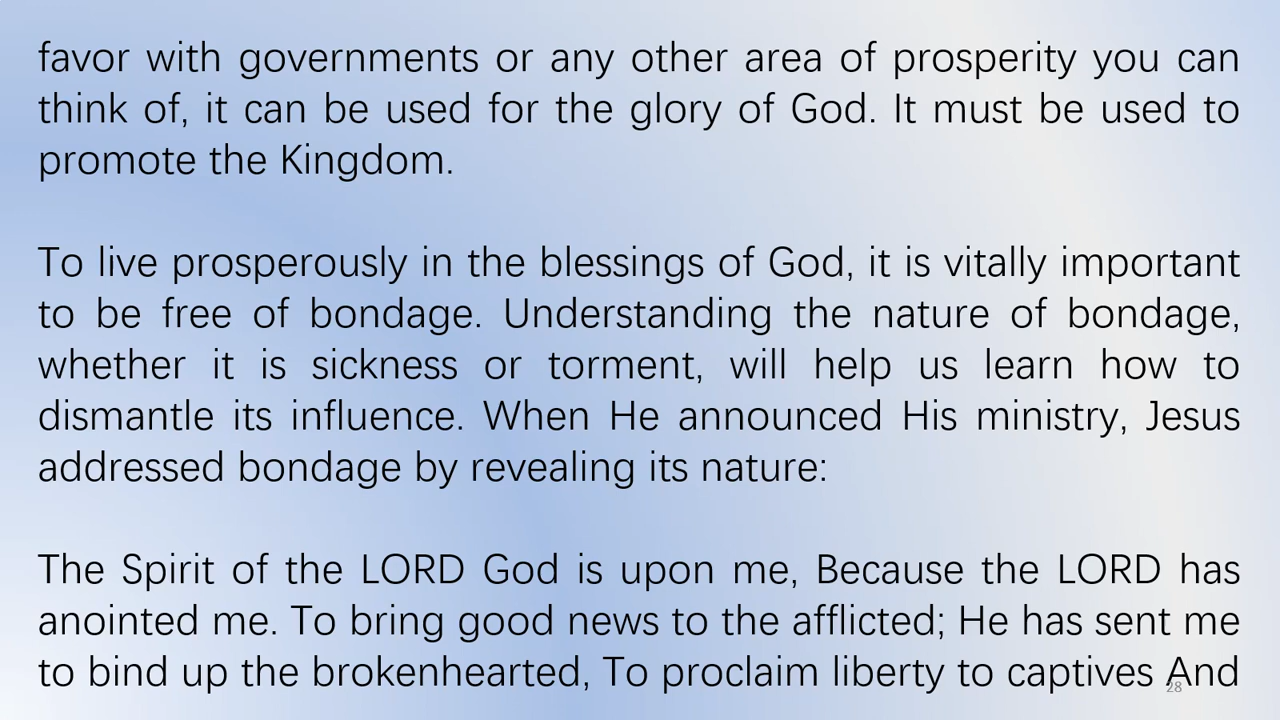 favor with governments or any other area of prosperity you can
think of, it can be used for the glory of God. It must be used to
promote the Kingdom.
To live prosperously in the blessings of God, it is vitally important
to be free of bondage. Understanding the nature of bondage,
whether it is sickness or torment, will help us learn how to
dismantle its influence. When He announced His ministry, Jesus
addressed bondage by revealing its nature:
The Spirit of the LORD God is upon me, Because the LORD has
anointed me. To bring good news to the afflicted; He has sent me
to bind up the brokenhearted, To proclaim liberty to captives And
28